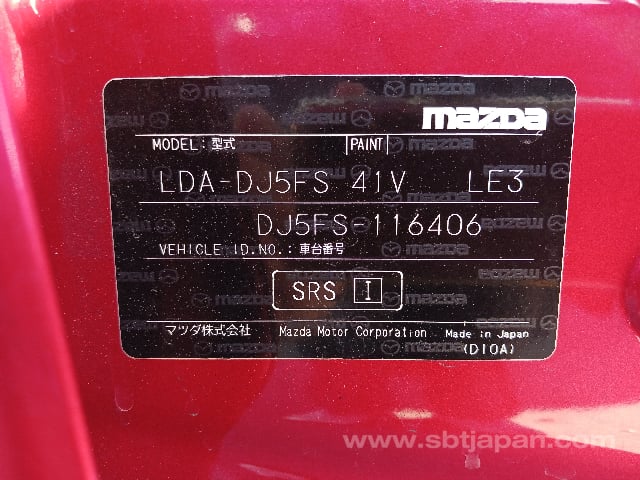 mazda
MODEL: 型式 PAINT
LDA-DJ5FS 41V LE3
DJ5FS-116406
VEHICLE ID.NO.: 車台番号
SRS I
マツダ株式会社 Mazda Motor Corporation Made in Japan
(D10A)
www.sbtjapan.com